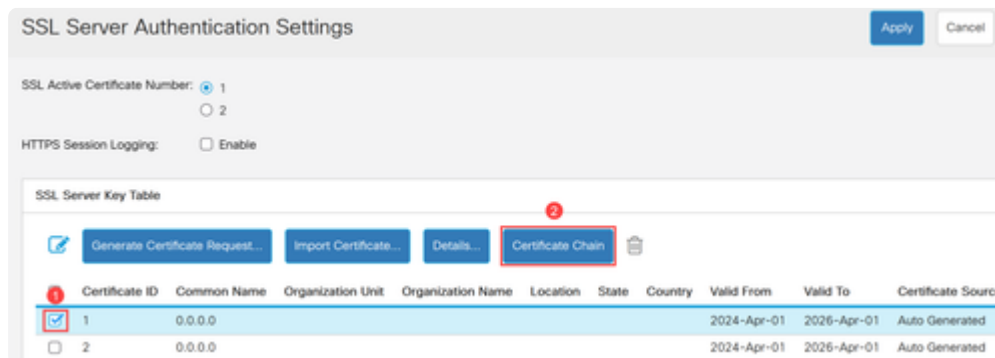 SSL Server Authentication Settings
Apply
Cancel
SSL Active Certificate Number: 1
2
HTTPS Session Logging: Enable
SSL Server Key Table
2
Generate Certificate Request... Import Certificate... Details... Certificate Chain
1 Certificate ID Common Name Organization Unit Organization Name Location State Country Valid From Valid To Certificate Sourc
1 0.0.0.0 2024-Apr-01 2026-Apr-01 Auto Generated
2 0.0.0.0 2024-Apr-01 2026-Apr-01 Auto Generated